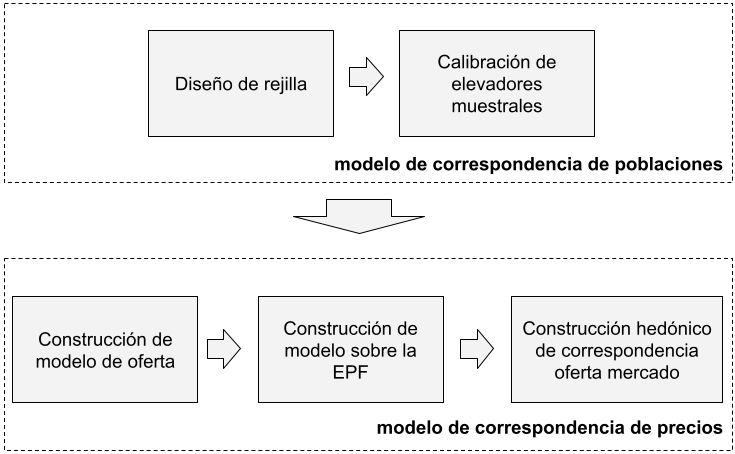 Diseño de rejilla
Calibración de
elevadores
muestrales
modelo de correspondencia de poblaciones
Construcción de
modelo de oferta
Construcción de
modelo sobre la
EPF
Construcción hedónico
de correspondencia
oferta mercado
modelo de correspondencia de precios